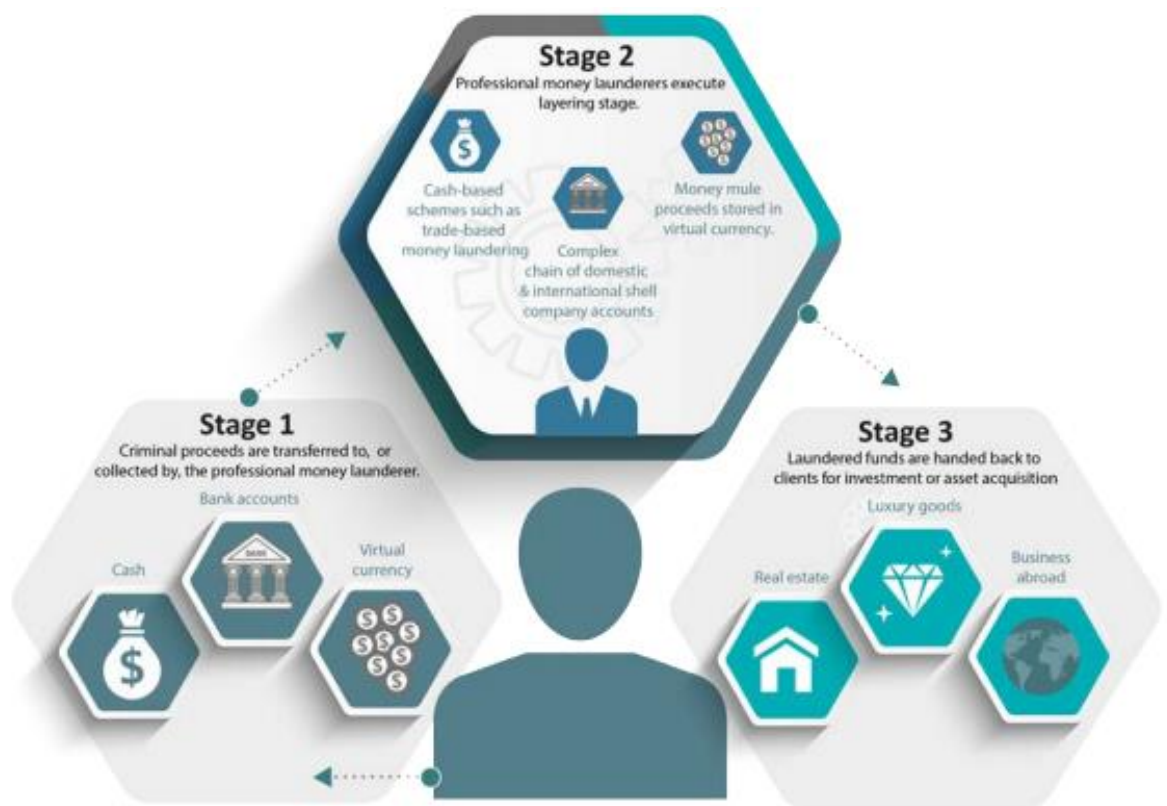 Stage 2
Professional money launderers execute
layering stage.
Cash-based
schemes such as
trade-based
money laundering
Complex
chain of domestic
& international shell
company accounts
Money mule
proceeds stored in
virtual currency.
Stage 1
Criminal proceeds are transferred to, or
collected by, the professional money launderer.
Bank accounts
Cash
BANK
Virtual
currency
Stage 3
Laundered funds are handed back to
clients for investment or asset acquisition
Luxury goods
Real estate
Business
abroad